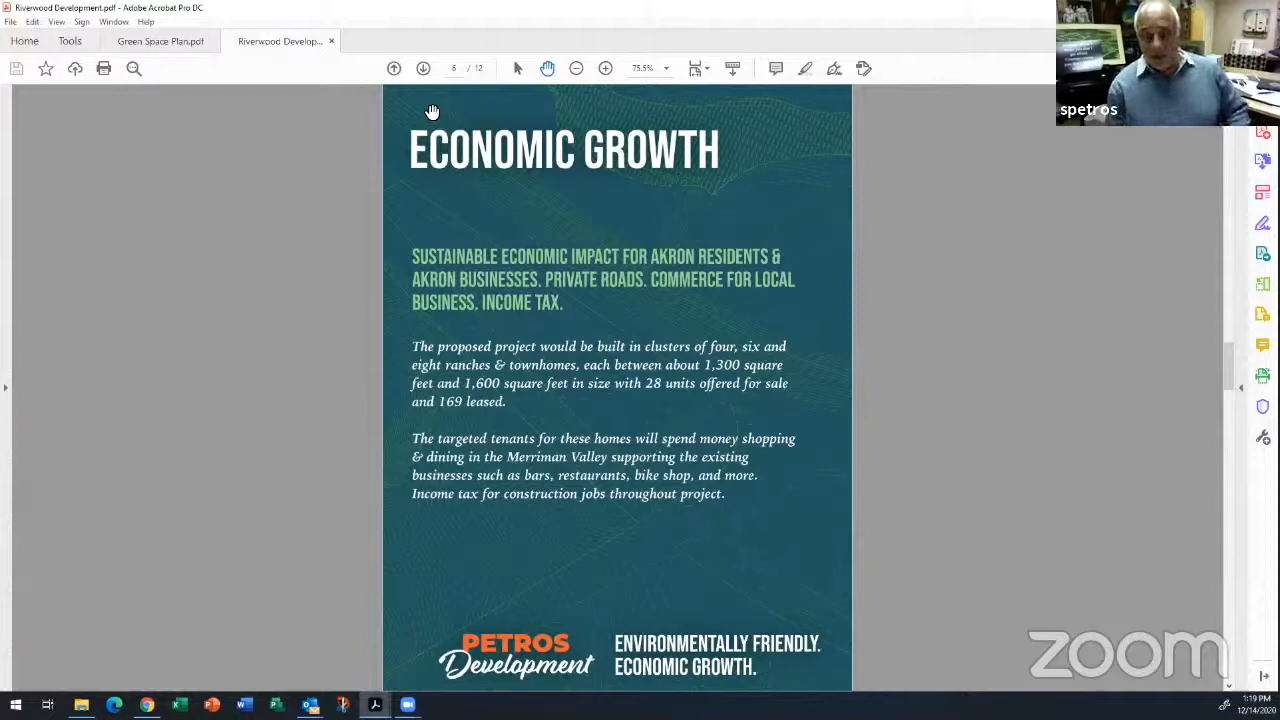 Riverwood Development.pdf - Adobe Acrobat Pro DC
File Edit View Sign Window Help
Home Tools Green Space Plan.pdf Riverwood Develop... ×
6 / 12 75.5%
spetros
ECONOMIC GROWTH
SUSTAINABLE ECONOMIC IMPACT FOR AKRON RESIDENTS &
AKRON BUSINESSES. PRIVATE ROADS. COMMERCE FOR LOCAL
BUSINESS, INCOME TAX.
The proposed project would be built in clusters of four, six and
eight ranches & townhomes, each between about 1,300 square
feet and 1,600 square feet in size with 28 units offered for sale
and 169 leased.
The targeted tenants for these homes will spend money shopping
& dining in the Merriman Valley supporting the existing
businesses such as bars, restaurants, bike shop, and more.
Income tax for construction jobs throughout project.
PETROS
Development
ENVIRONMENTALLY FRIENDLY.
ECONOMIC GROWTH.
zoom
1:19 PM
12/14/2020